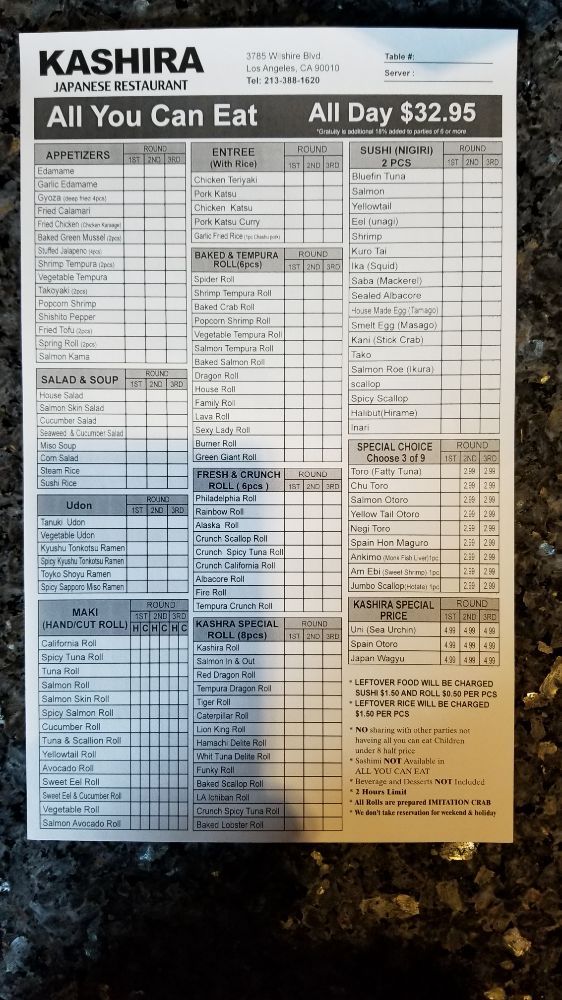 KASHIRA
JAPANESE RESTAURANT
3785 Wilshire Blvd.
Los Angeles, CA 90010
Tel: 213-388-1620
Table #:
Server :
All You Can Eat
All Day $32.95
*Gratuity is additional 18% added to parties of 6 or more
APPETIZERS
ROUND
1ST 2ND 3RD
Edamame
Garlic Edamame
Gyoza (deep fried 4pcs)
Fried Calamari
Fried Chicken (Chicken Karaage)
Baked Green Mussel (2pcs)
Stuffed Jalapeno (4pcs)
Shrimp Tempura (2pcs)
Vegetable Tempura
Takoyaki (2pcs)
Popcorn Shrimp
Shishito Pepper
Fried Tofu (2pcs)
Spring Roll (2pcs)
Salmon Kama
SALAD & SOUP
ROUND
1ST 2ND 3RD
House Salad
Salmon Skin Salad
Cucumber Salad
Seaweed & Cucumber Salad
Miso Soup
Corn Salad
Steam Rice
Sushi Rice
Udon
ROUND
1ST 2ND 3RD
Tanuki Udon
Vegetable Udon
Kyushu Tonkotsu Ramen
Spicy Kyushu Tonkotsu Ramen
Toyko Shoyu Ramen
Spicy Sapporo Miso Ramen
MAKI
(HAND/CUT ROLL)
ROUND
1ST 2ND 3RD
H C H C H C
California Roll
Spicy Tuna Roll
Tuna Roll
Salmon Roll
Salmon Skin Roll
Spicy Salmon Roll
Cucumber Roll
Tuna & Scallion Roll
Yellowtail Roll
Avocado Roll
Sweet Eel Roll
Sweet Eel & Cucumber Roll
Vegetable Roll
Salmon Avocado Roll
ENTREE
(With Rice)
ROUND
1ST 2ND 3RD
Chicken Teriyaki
Pork Katsu
Chicken Katsu
Pork Katsu Curry
Garlic Fried Rice (1pc Chashu pork)
BAKED & TEMPURA
ROLL(6pcs)
ROUND
1ST 2ND 3RD
Spider Roll
Shrimp Tempura Roll
Baked Crab Roll
Popcorn Shrimp Roll
Vegetable Tempura Roll
Salmon Tempura Roll
Baked Salmon Roll
Dragon Roll
House Roll
Family Roll
Lava Roll
Sexy Lady Roll
Burner Roll
Green Giant Roll
FRESH & CRUNCH
ROLL ( 6pcs )
ROUND
1ST 2ND 3RD
Philadelphia Roll
Rainbow Roll
Alaska Roll
Crunch Scallop Roll
Crunch Spicy Tuna Roll
Crunch California Roll
Albacore Roll
Fire Roll
Tempura Crunch Roll
KASHRA SPECIAL
ROLL (8pcs)
ROUND
1ST 2ND 3RD
Kashira Roll
Salmon In & Out
Red Dragon Roll
Tempura Dragon Roll
Tiger Roll
Caterpillar Roll
Lion King Roll
Hamachi Delite Roll
Whit Tuna Delite Roll
Funky Roll
Baked Scallop Roll
LA Ichiban Roll
Crunch Spicy Tuna Roll
Baked Lobster Roll
SUSHI (NIGIRI)
2 PCS
ROUND
1ST 2ND 3RD
Bluefin Tuna
Salmon
Yellowtail
Eel (unagi)
Shrimp
Kuro Tai
Ika (Squid)
Saba (Mackerel)
Sealed Albacore
House Made Egg (Tamago)
Smelt Egg (Masago)
Kani (Stick Crab)
Tako
Salmon Roe (Ikura)
scallop
Spicy Scallop
Halibut(Hirame)
Inari
SPECIAL CHOICE
Choose 3 of 9
ROUND
1ST 2ND 3RD
Toro (Fatty Tuna) 2.99 2.99
Chu Toro 2.99 2.99
Salmon Otoro 2.99 2.99
Yellow Tail Otoro 2.99 2.99
Negi Toro 2.99 2.99
Spain Hon Maguro 2.99 2.99
Ankimo (Monk Fish Liver)1pc 2.99 2.99
Am Ebi (Sweet Shrimp) 1pc 2.99 2.99
Jumbo Scallop(Hotate) 1pc 2.99 2.99
KASHIRA SPECIAL
PRICE
ROUND
1ST 2ND 3RD
Uni (Sea Urchin) 4.99 4.99 4.99
Spain Otoro 4.99 4.99 4.99
Japan Wagyu 4.99 4.99 4.99
* LEFTOVER FOOD WILL BE CHARGED
SUSHI $1.50 AND ROLL $0.50 PER PCS
* LEFTOVER RICE WILL BE CHARGED
$1.50 PER PCS
* NO sharing with other parties not
haveing all you can eat Children
under 8 half price
* Sashimi NOT Available in
ALL YOU CAN EAT
* Beverage and Desserts NOT Included
* 2 Hours Limit
* All Rolls are prepared IMITATION CRAB
* We don't take reservation for weekend & holiday